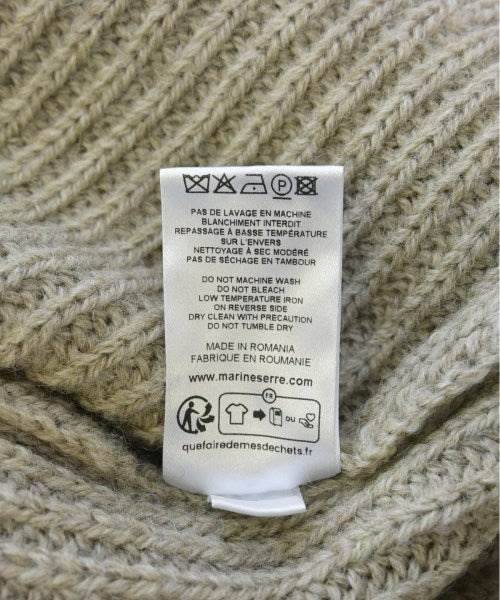 P
PAS DE LAVAGE EN MACHINE
BLANCHIMENT INTERDIT
REPASSAGE À BASSE TEMPÉRATURE
SUR L'ENVERS
NETTOYAGE À SEC MODÉRÉ
PAS DE SÉCHAGE EN TAMBOUR
DO NOT MACHINE WASH
DO NOT BLEACH
LOW TEMPERATURE IRON
ON REVERSE SIDE
DRY CLEAN WITH PRECAUTION
DO NOT TUMBLE DRY
MADE IN ROMANIA
FABRIQUE EN ROUMANIE
www.marineserre.com
FR
OU
quefairedemesdechets.fr